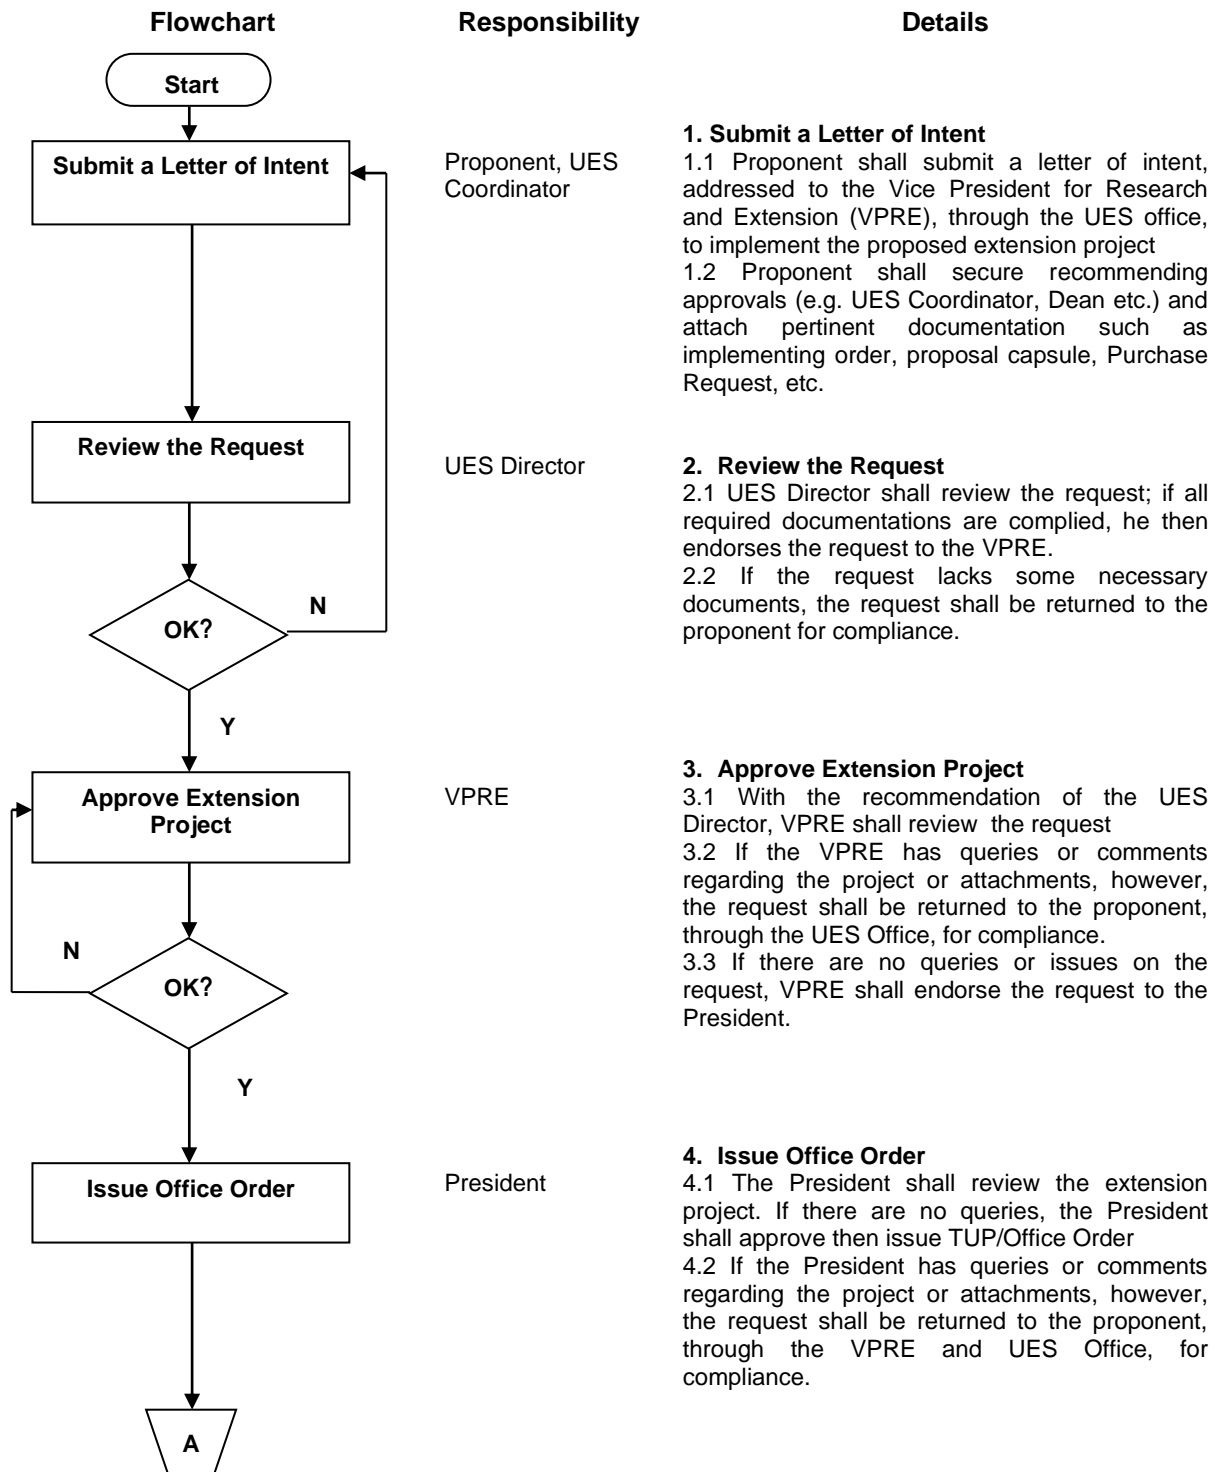 Flowchart Responsibility Details
Start
Submit a Letter of Intent
Proponent, UES
Coordinator
1. Submit a Letter of Intent
1.1 Proponent shall submit a letter of intent,
addressed to the Vice President for Research
and Extension (VPRE), through the UES office,
to implement the proposed extension project
1.2 Proponent shall secure recommending
approvals (e.g. UES Coordinator, Dean etc.) and
attach pertinent documentation such as
implementing order, proposal capsule, Purchase
Request, etc.
Review the Request
UES Director
2. Review the Request
2.1 UES Director shall review the request; if all
required documentations are complied, he then
endorses the request to the VPRE.
2.2 If the request lacks some necessary
documents, the request shall be returned to the
proponent for compliance.
OK?
N
Y
Approve Extension
Project
VPRE
3. Approve Extension Project
3.1 With the recommendation of the UES
Director, VPRE shall review the request
3.2 If the VPRE has queries or comments
regarding the project or attachments, however,
the request shall be returned to the proponent,
through the UES Office, for compliance.
3.3 If there are no queries or issues on the
request, VPRE shall endorse the request to the
President.
N
OK?
Y
Issue Office Order
President
4. Issue Office Order
4.1 The President shall review the extension
project. If there are no queries, the President
shall approve then issue TUP/Office Order
4.2 If the President has queries or comments
regarding the project or attachments, however,
the request shall be returned to the proponent,
through the VPRE and UES Office, for
compliance.
A